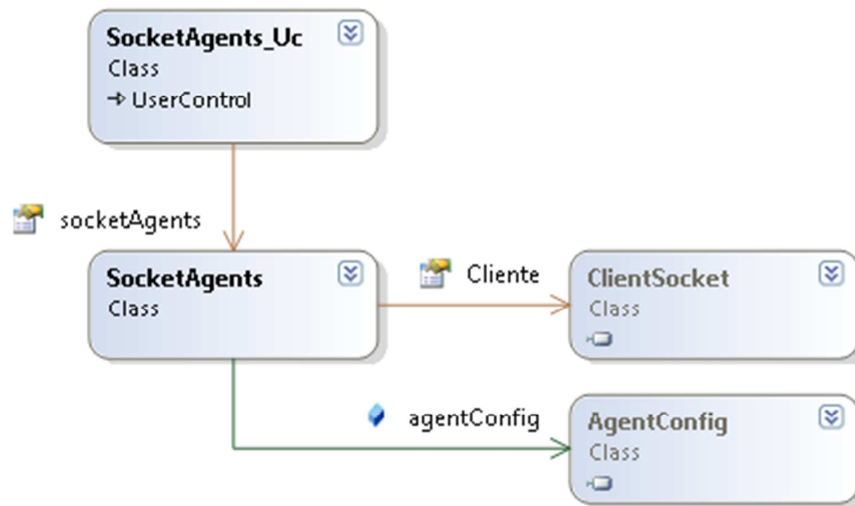 SocketAgents_Uc
Class
UserControl
socketAgents
SocketAgents
Class
Cliente
ClientSocket
Class
agentConfig
AgentConfig
Class